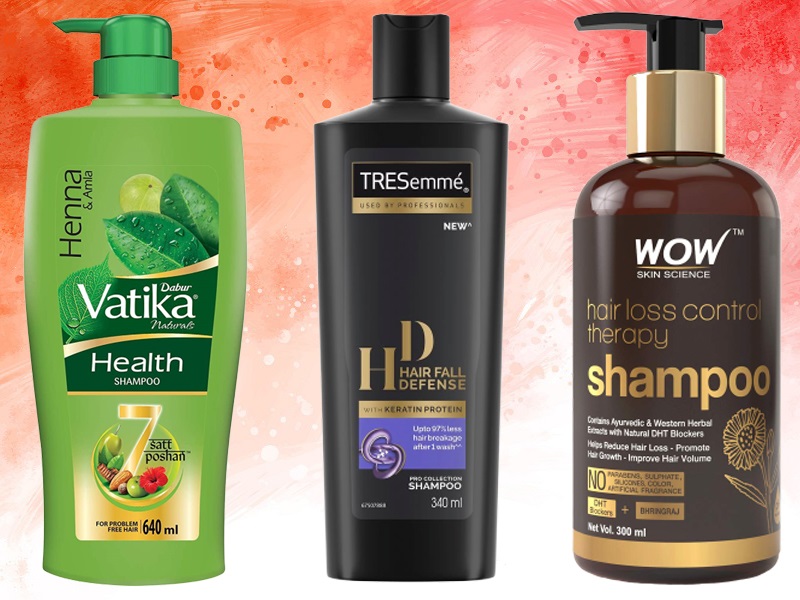 Henna
& Amla
Dabur
Vatika®
Naturals
Health
SHAMPOO
7
satt
poshan™
FOR PROBLEM
FREE HAIR
640 ml
TRESemmé®
USED BY PROFESSIONALS
NEW^
HD
HAIR FALL
DEFENSE
WITH KERATIN PROTEIN
Upto 97% less
hair breakage
after 1 wash^^
PRO COLLECTION
SHAMPOO
340 ml
WOW™
SKIN SCIENCE
hair loss control
therapy
shampoo
Contains Ayurvedic & Western Herbal
Extracts with Natural DHT Blockers
Helps Reduce Hair Loss - Promote
Hair Growth - Improve Hair Volume
NO PARABENS, SULPHATE,
SILICONES, COLOR,
ARTIFICIAL FRAGRANCE
DHT
Blockers + BHRINGRAJ
Net Vol. 300 ml